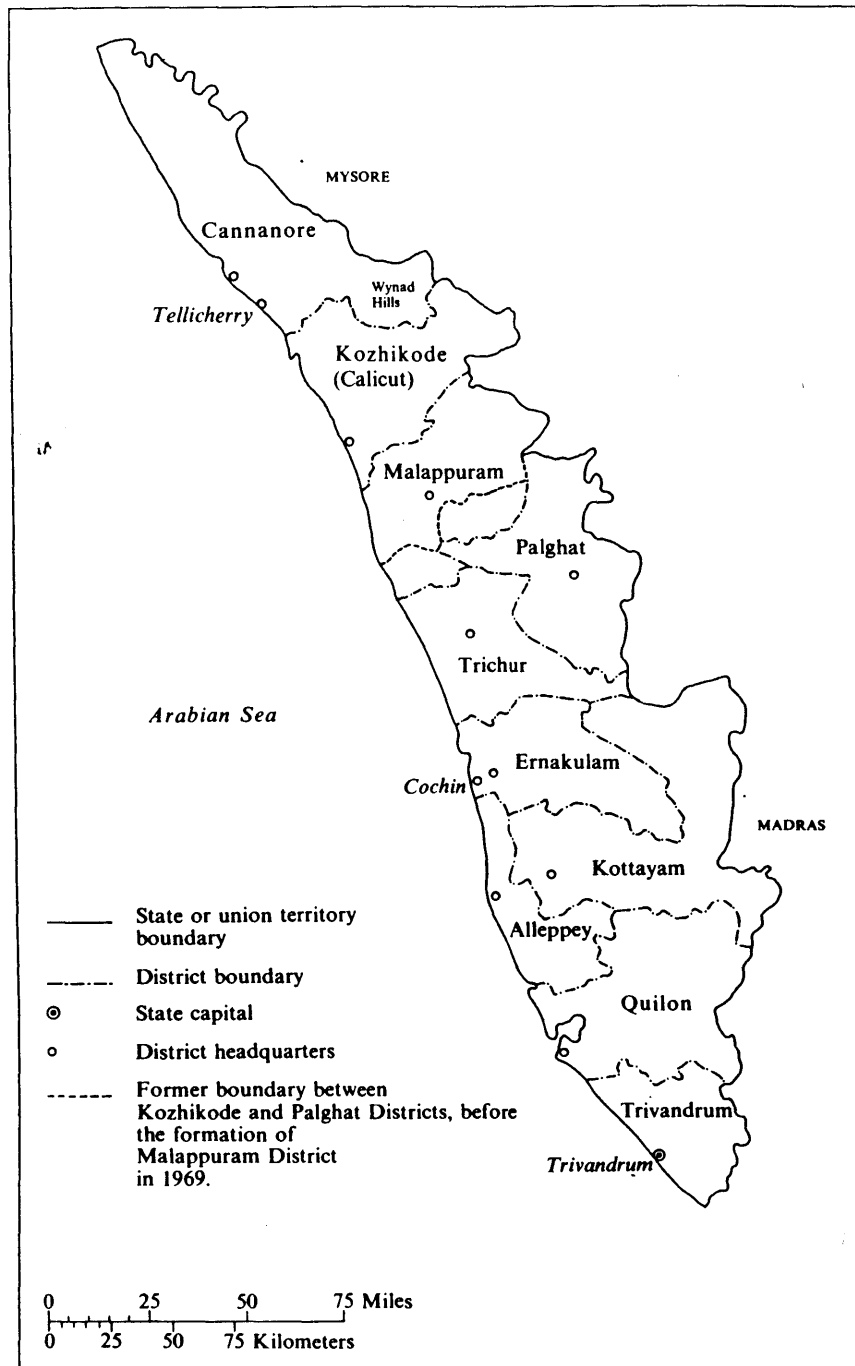 MYSORE
Cannanore
Wynad
Hills
Tellicherry
Kozhikode
(Calicut)
Malappuram
Palghat
Trichur
Arabian Sea
Ernakulam
Cochin
MADRAS
Kottayam
Alleppey
Quilon
Trivandrum
Trivandrum
State or union territory
boundary
District boundary
State capital
District headquarters
Former boundary between
Kozhikode and Palghat Districts, before
the formation of
Malappuram District
in 1969.
0 25 50 75 Miles
0 25 50 75 Kilometers